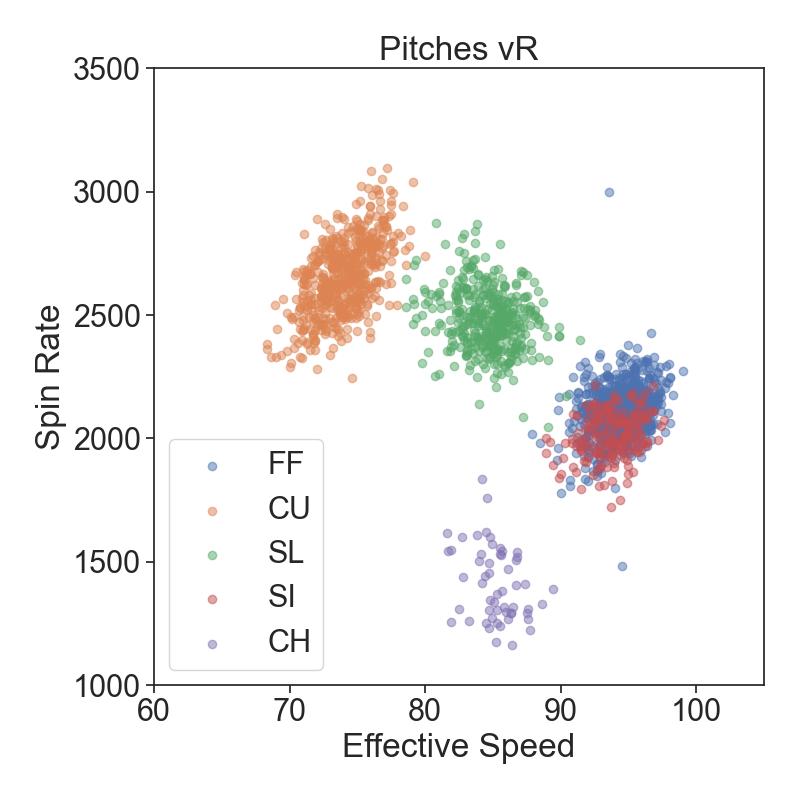 Pitches vR
3500
3000
2500
2000
1500
1000
Spin Rate
FF
CU
SL
SI
CH
60 70 80 90 100
Effective Speed